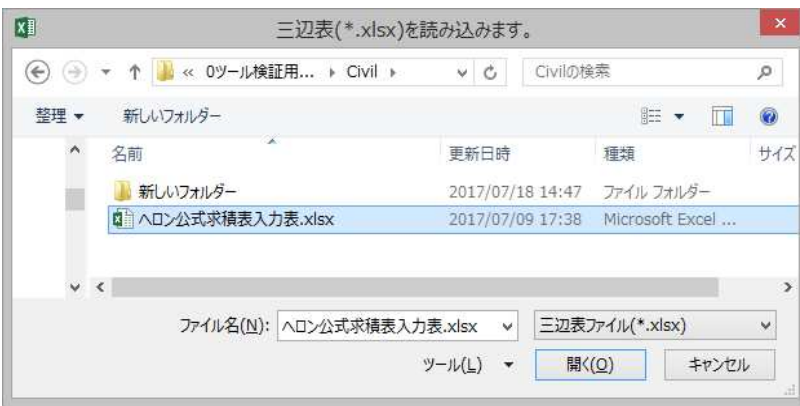 三辺表(*.xlsx)を読み込みます。
« 0ツール検証用... ▸ Civil ▸ Civilの検索
整理 ▼ 新しいフォルダー
名前 更新日時 種類 サイズ
新しいフォルダー 2017/07/18 14:47 ファイル フォルダー
ヘロン公式求積表入力表.xlsx 2017/07/09 17:38 Microsoft Excel ...
ファイル名(N): ヘロン公式求積表入力表.xlsx 三辺表ファイル(*.xlsx)
ツール(L) ▼ 開く(O) キャンセル